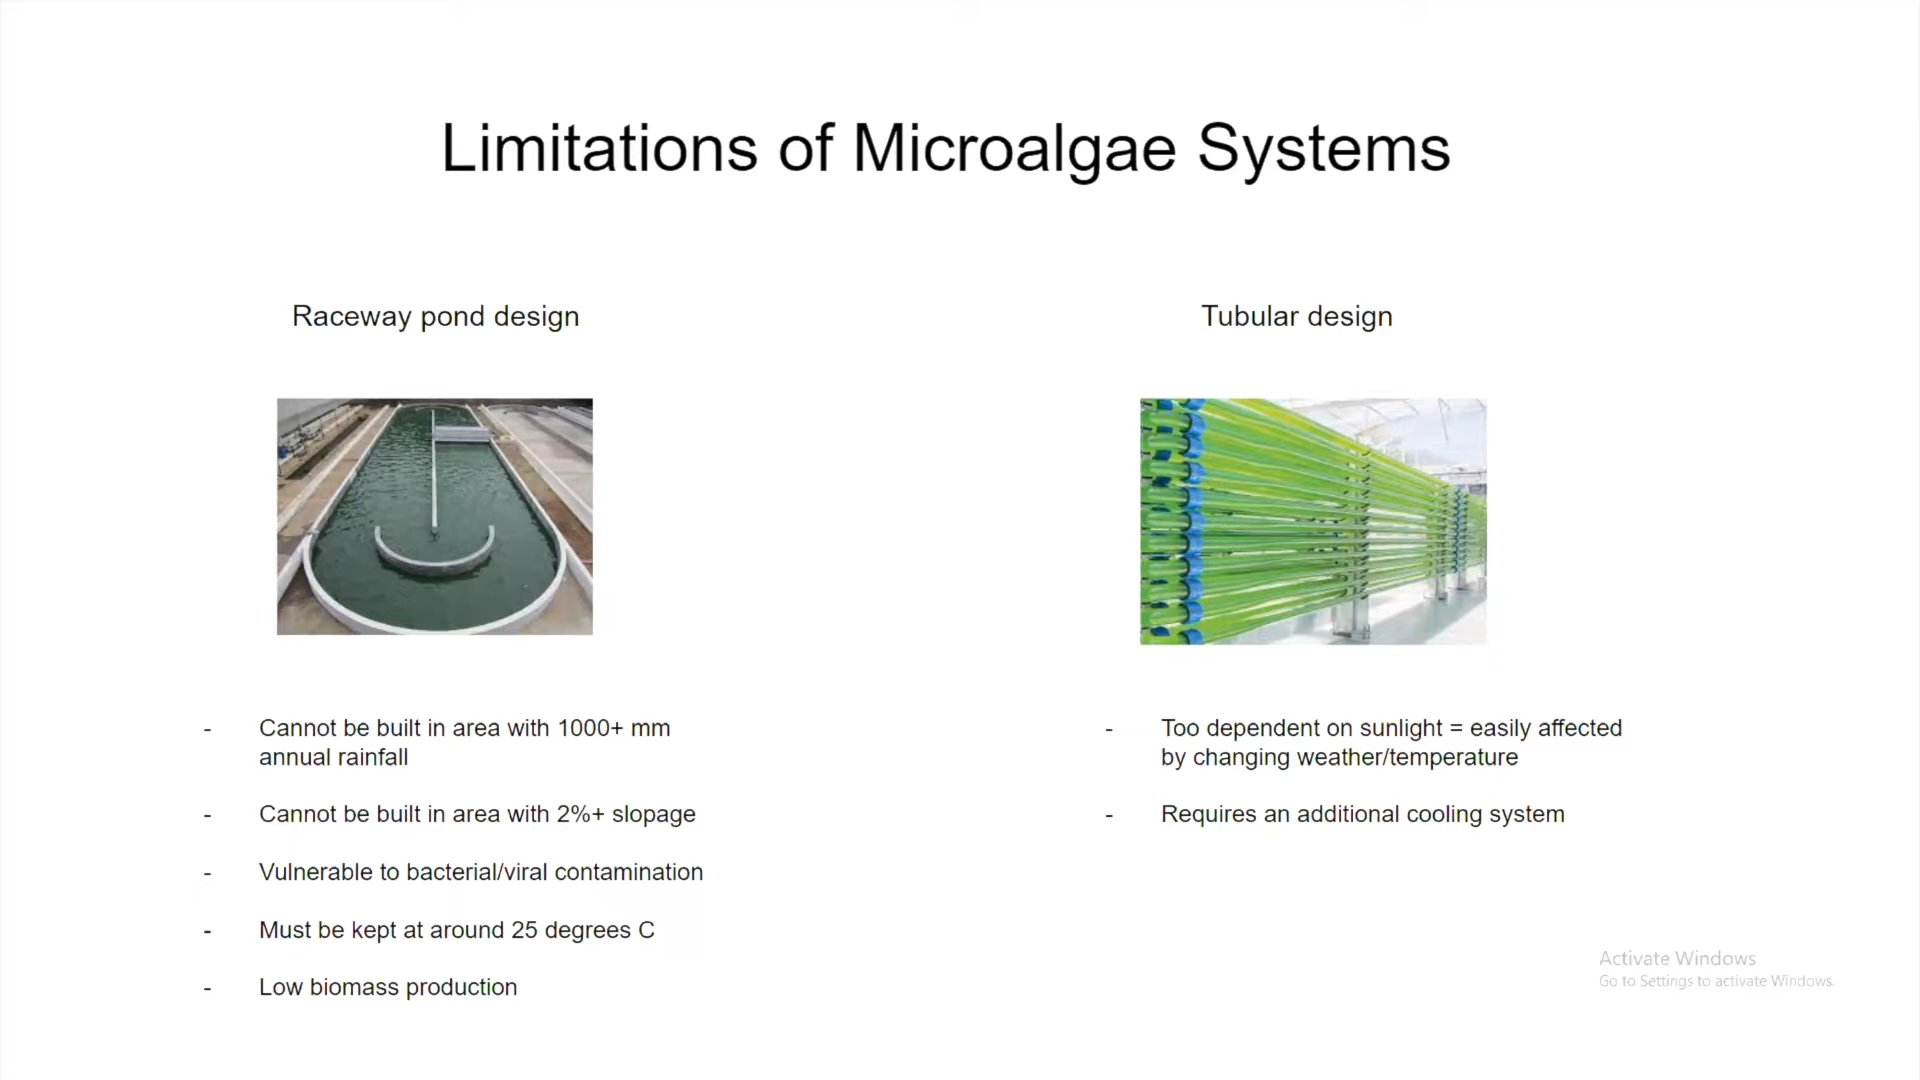 Limitations of Microalgae Systems
Raceway pond design
- Cannot be built in area with 1000+ mm
annual rainfall
- Cannot be built in area with 2%+ slopage
- Vulnerable to bacterial/viral contamination
- Must be kept at around 25 degrees C
- Low biomass production
Tubular design
- Too dependent on sunlight = easily affected
by changing weather/temperature
- Requires an additional cooling system
Activate Windows
Go to Settings to activate Windows.